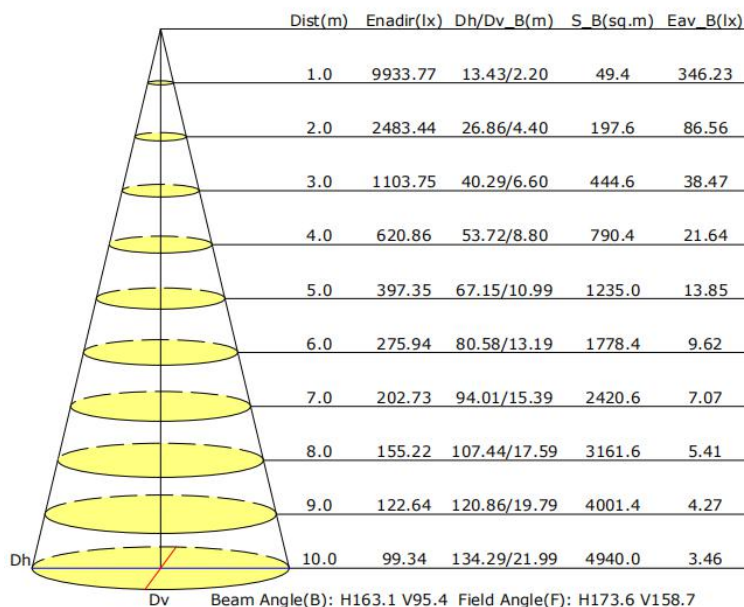 Dist(m) Enadir(lx) Dh/Dv_B(m) S_B(sq.m) Eav_B(lx)
1.0 9933.77 13.43/2.20 49.4 346.23
2.0 2483.44 26.86/4.40 197.6 86.56
3.0 1103.75 40.29/6.60 444.6 38.47
4.0 620.86 53.72/8.80 790.4 21.64
5.0 397.35 67.15/10.99 1235.0 13.85
6.0 275.94 80.58/13.19 1778.4 9.62
7.0 202.73 94.01/15.39 2420.6 7.07
8.0 155.22 107.44/17.59 3161.6 5.41
9.0 122.64 120.86/19.79 4001.4 4.27
Dh 10.0 99.34 134.29/21.99 4940.0 3.46
Dv Beam Angle(B): H163.1 V95.4 Field Angle(F): H173.6 V158.7